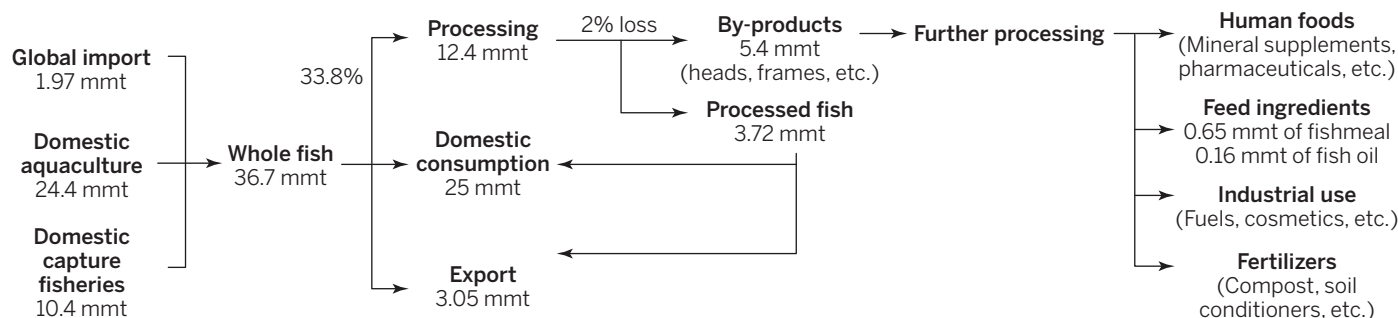 Global import
1.97 mmt
Domestic
aquaculture
24.4 mmt
Domestic
capture
fisheries
10.4 mmt
Whole fish
36.7 mmt
33.8%
Processing
12.4 mmt
2% loss
Domestic
consumption
25 mmt
Export
3.05 mmt
By-products
5.4 mmt
(heads, frames, etc.)
Processed fish
3.72 mmt
Further processing
Human foods
(Mineral supplements,
pharmaceuticals, etc.)
Feed ingredients
0.65 mmt of fishmeal
0.16 mmt of fish oil
Industrial use
(Fuels, cosmetics, etc.)
Fertilizers
(Compost, soil
conditioners, etc.)